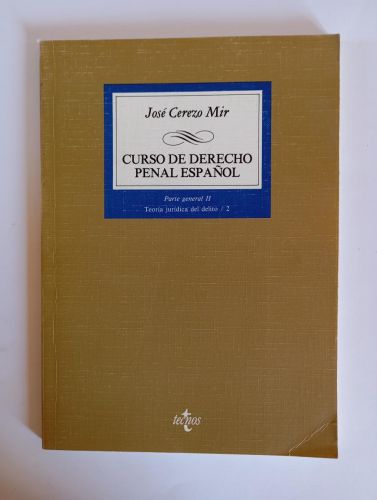 José Cerezo Mir
CURSO DE DERECHO
PENAL ESPAÑOL
Parte general II
Teoría jurídica del delito / 2
tecnos